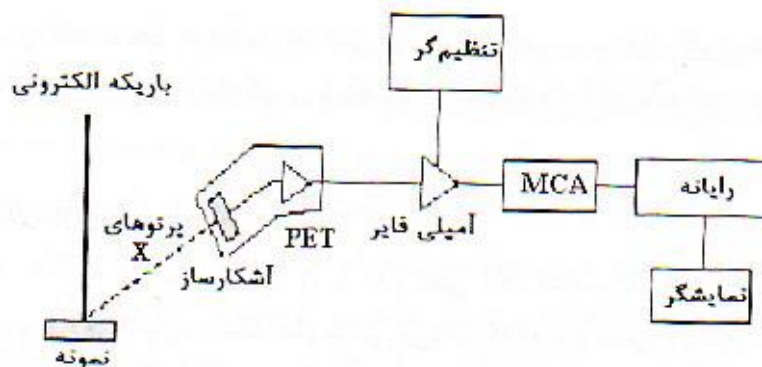 تنظیم‌گر
باریکه الکترونی
MCA
رایانه
آمپلی فایر
پرتوهای
X
PET
آشکارساز
نمایشگر
نمونه